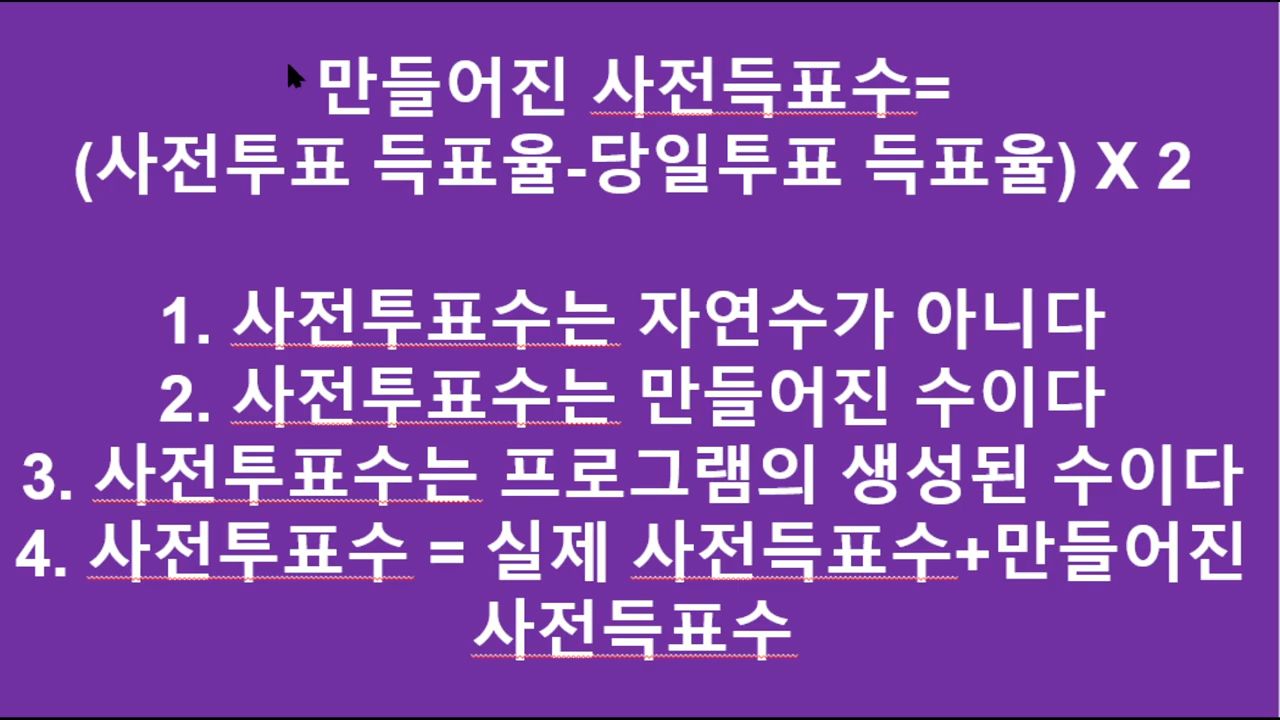 만들어진 사전득표수=
(사전투표 득표율-당일투표 득표율) X 2
1. 사전투표수는 자연수가 아니다
2. 사전투표수는 만들어진 수이다
3. 사전투표수는 프로그램의 생성된 수이다
4. 사전투표수 = 실제 사전득표수+만들어진
사전득표수